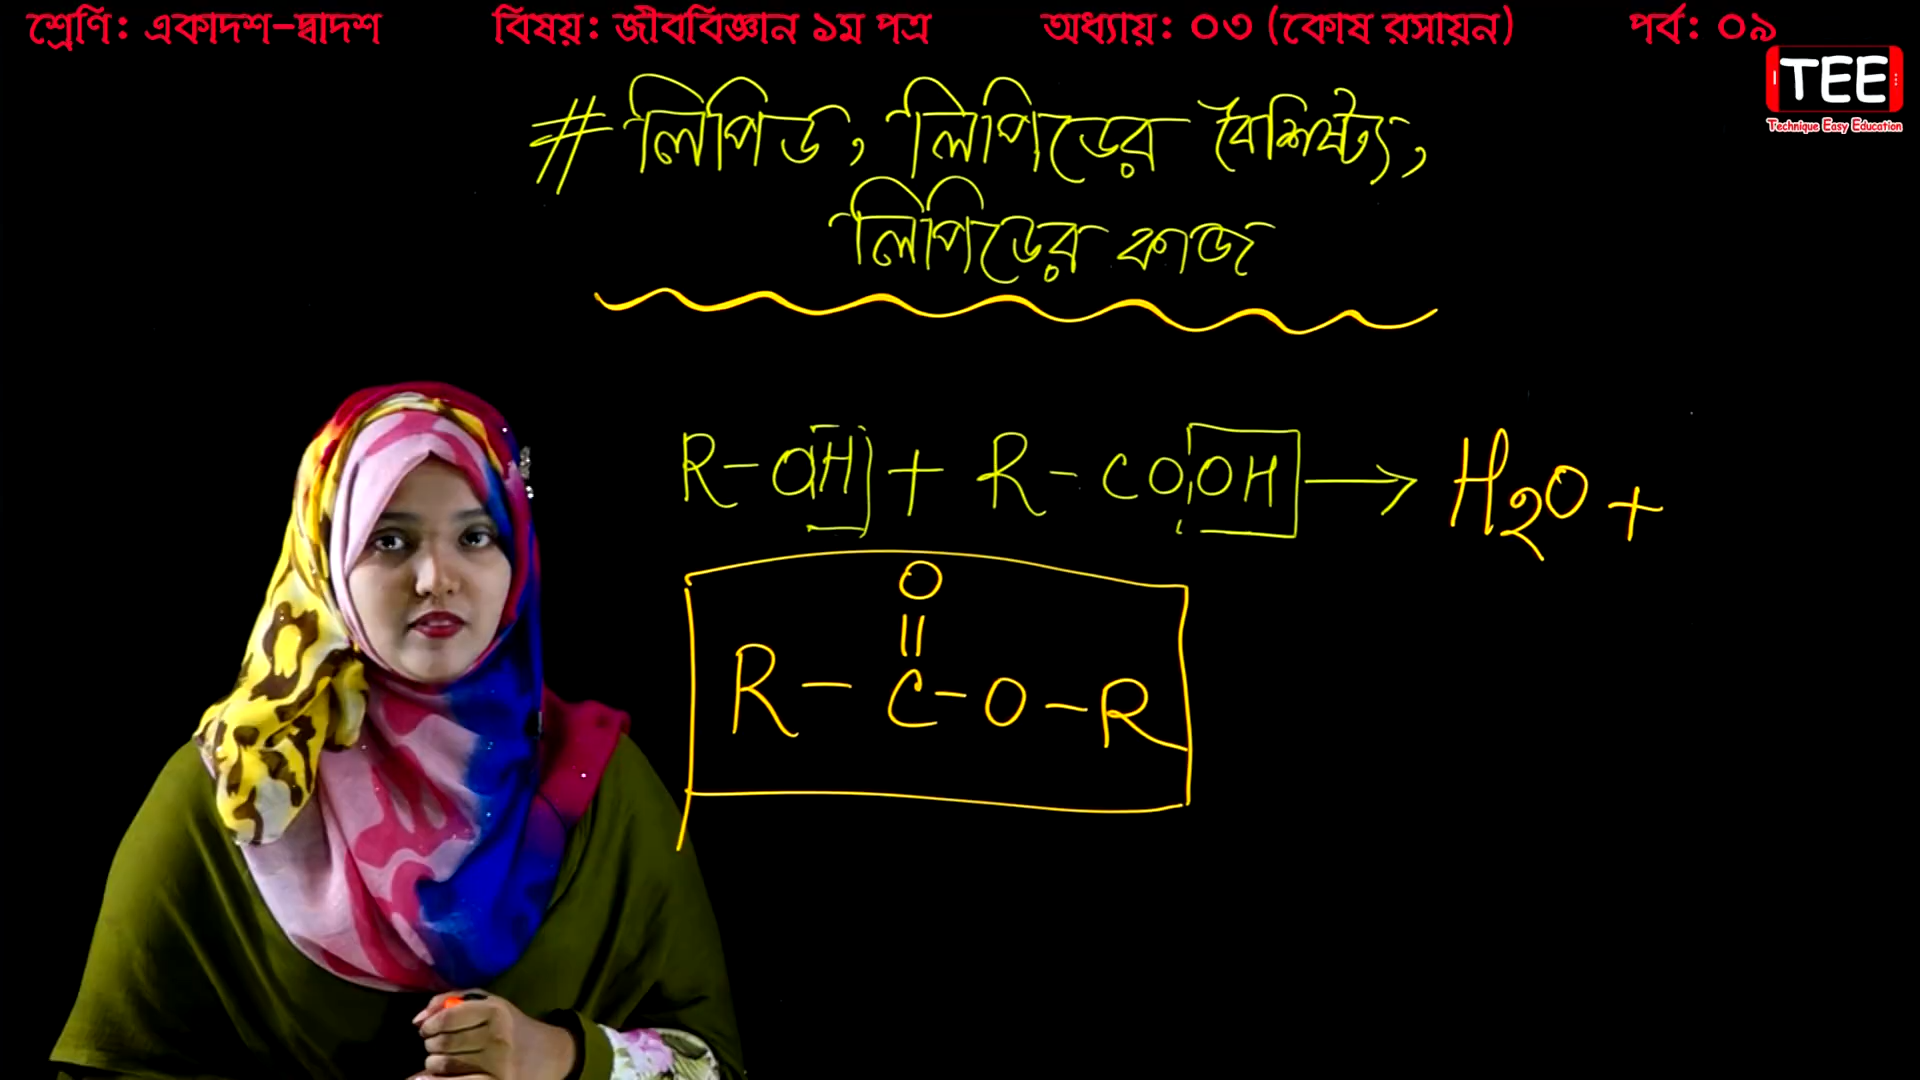 শ্রেণি: একাদশ-দ্বাদশ বিষয়: জীববিজ্ঞান ১ম পত্র অধ্যায়: ০৩ (কোষ রসায়ন) পর্ব: ০৯
TEE
Technique Easy Education
# লিপিড, লিপিডের বৈশিষ্ট্য,
লিপিডের কাজ
R-OH + R-COOH → H2O +
O
||
R-C-O-R